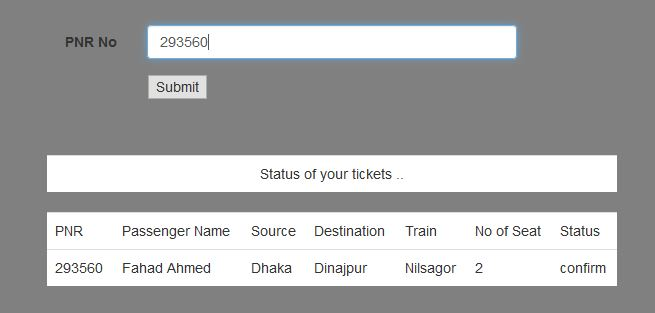 PNR No 293560
Submit
Status of your tickets ..
PNR Passenger Name Source Destination Train No of Seat Status
293560 Fahad Ahmed Dhaka Dinajpur Nilsagor 2 confirm